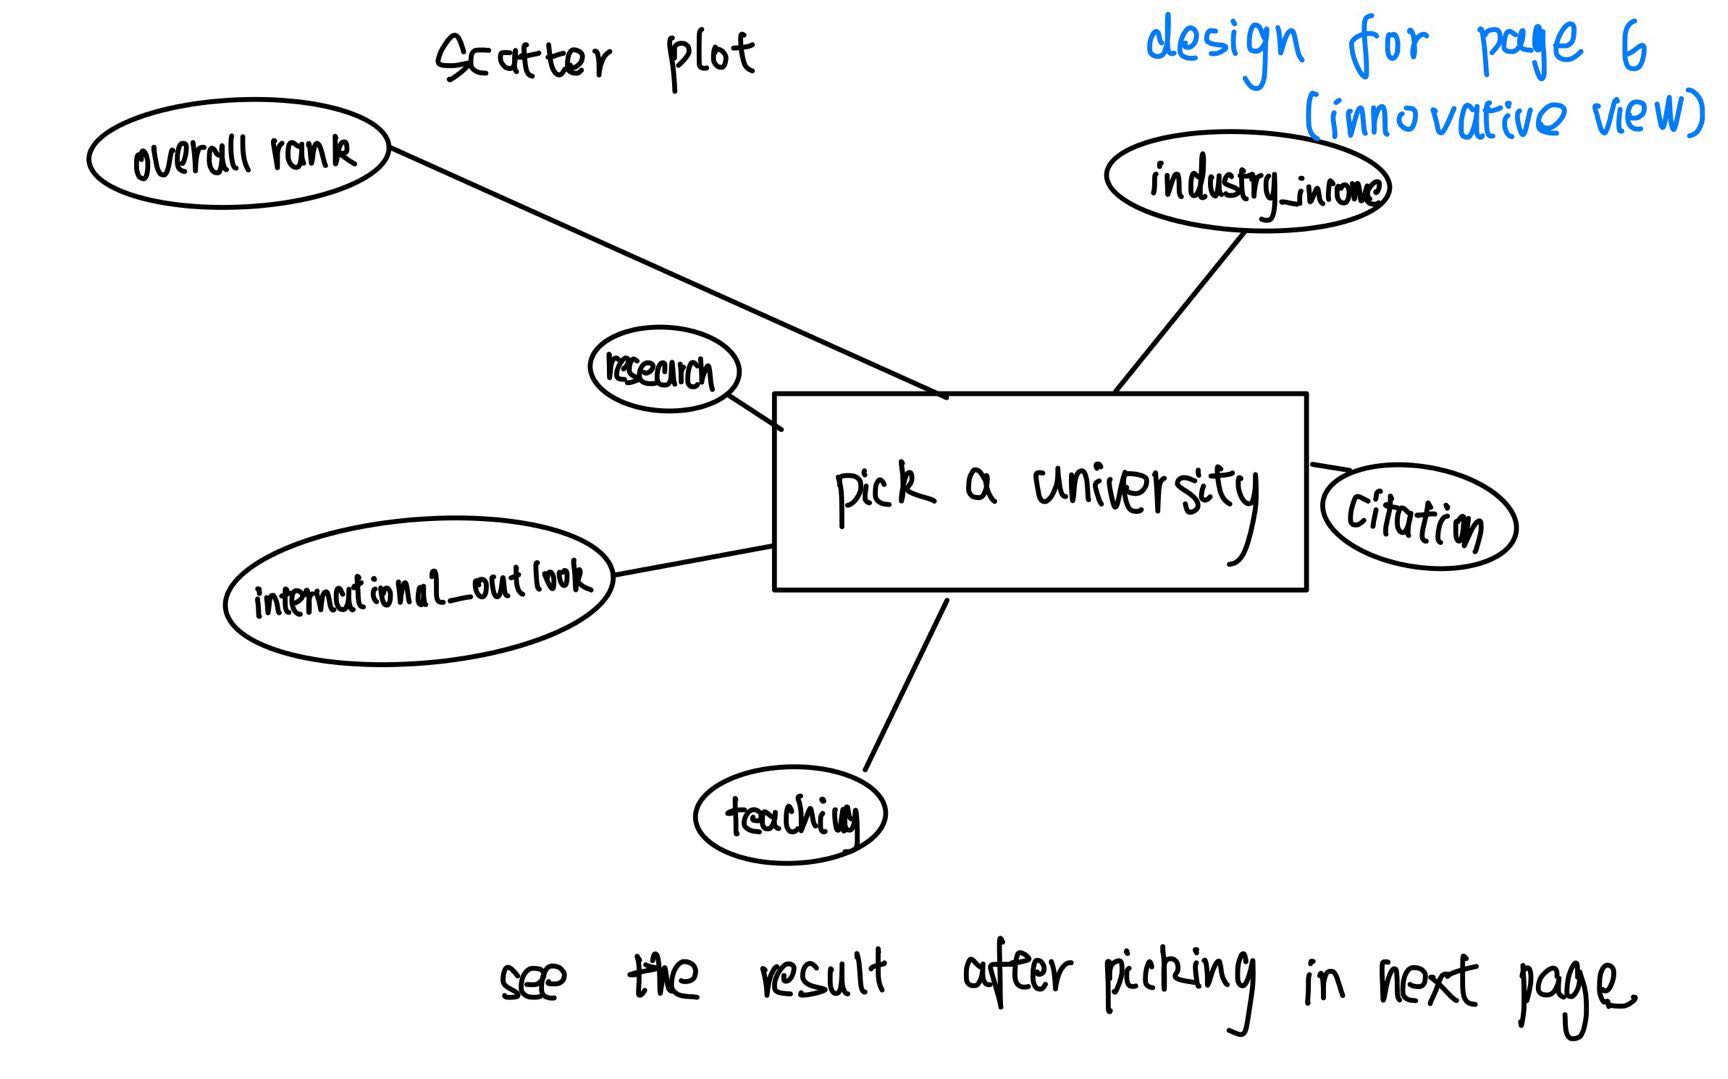 Scatter plot
design for page 6
(innovative view)
overall rank
industry_income
research
pick a university
citation
international_outlook
teaching
see the result after picking in next page